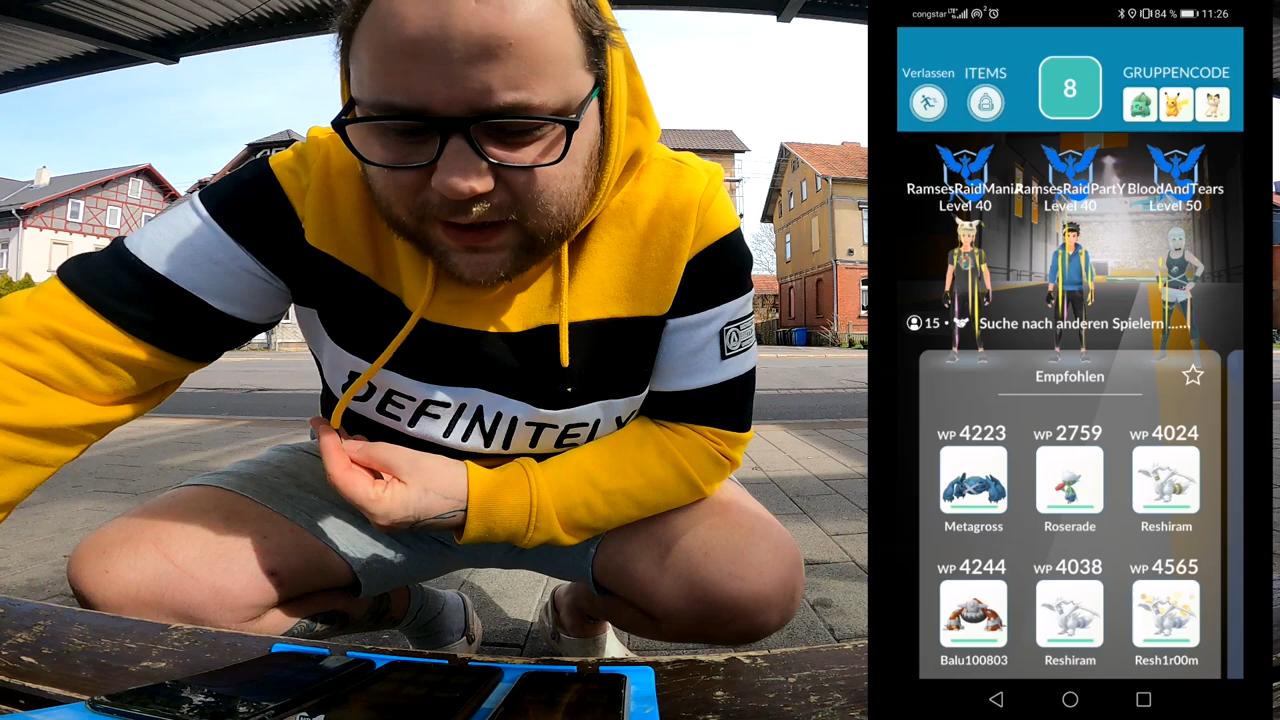 DEFINITELY
WP
congstar
84 %
11:26
Verlassen
ITEMS
8
GRUPPENCODE
RamsesRaidMania
RamsesRaidPartY
BloodAndTears
Level 40
Level 40
Level 50
15 • Suche nach anderen Spielern ......
Empfohlen
WP 4223
WP 2759
WP 4024
Metagross
Roserade
Reshiram
WP 4244
WP 4038
WP 4565
Balu100803
Reshiram
Resh1r00m